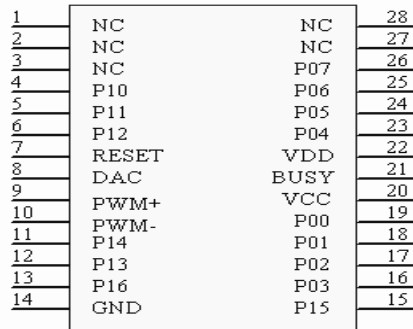 1 NC NC 28
2 NC NC 27
3 NC P07 26
4 P10 P06 25
5 P11 P05 24
6 P12 P04 23
7 RESET VDD 22
8 DAC BUSY 21
9 PWM+ VCC 20
10 PWM- P00 19
11 P14 P01 18
12 P13 P02 17
13 P16 P03 16
14 GND P15 15